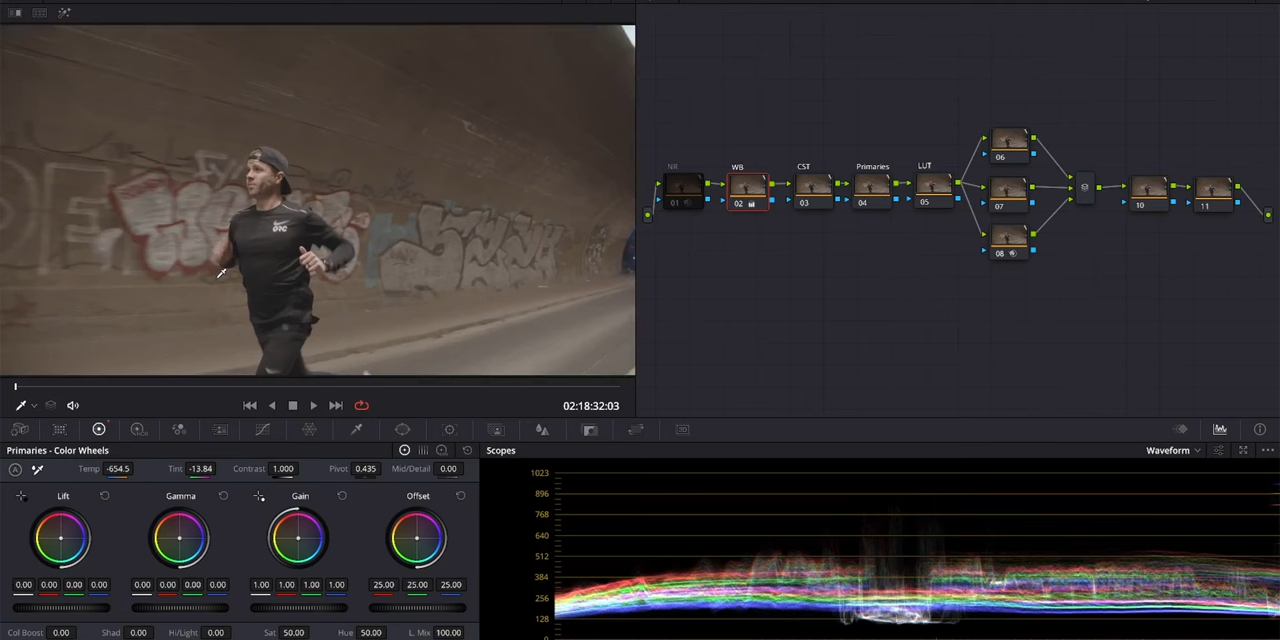 NR
WB
CST
Primaries
LUT
01
02
03
04
05
06
07
08
10
11
OTC
02:18:32:03
Primaries - Color Wheels
Scopes
Waveform
A
Temp -654.5
Tint -13.84
Contrast 1.000
Pivot 0.435
Mid/Detail 0.00
Lift
Gamma
Gain
Offset
0.00 0.00 0.00 0.00
0.00 0.00 0.00 0.00
1.00 1.00 1.00 1.00
25.00 25.00 25.00
Col Boost 0.00
Shad 0.00
Hi/Light 0.00
Sat 50.00
Hue 50.00
L. Mix 100.00
1023
896
768
640
512
384
256
128
0